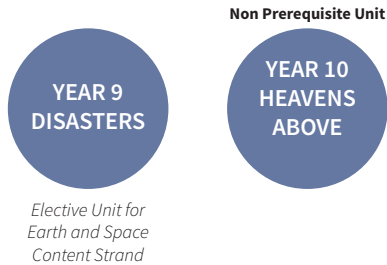 Non Prerequisite Unit
YEAR 9
DISASTERS
YEAR 10
HEAVENS
ABOVE
Elective Unit for
Earth and Space
Content Strand